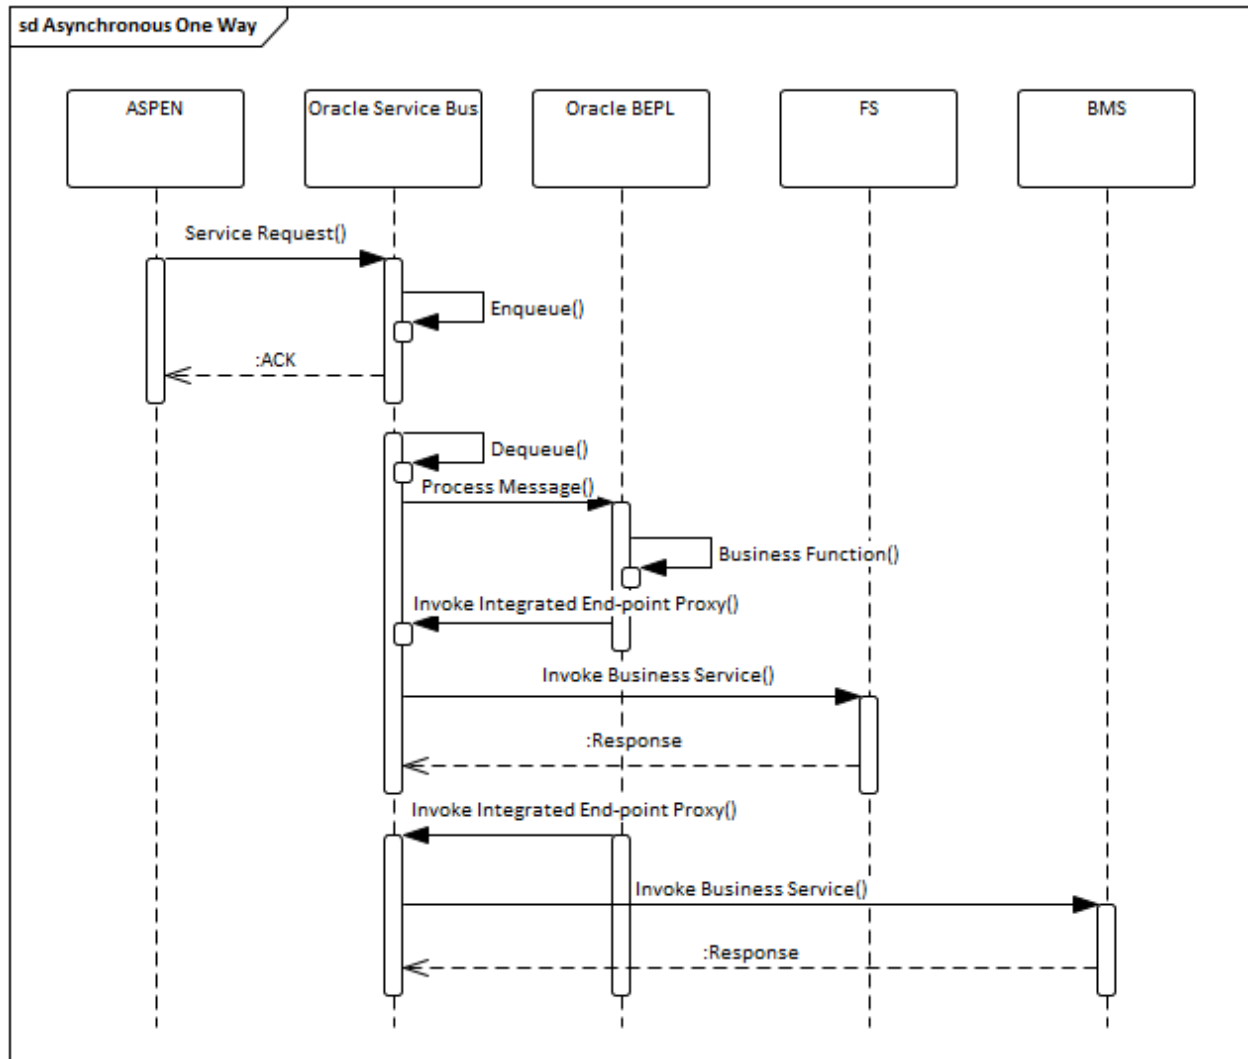 sd Asynchronous One Way
ASPEN
Oracle Service Bus
Oracle BEPL
FS
BMS
Service Request()
Enqueue()
:ACK
Dequeue()
Process Message()
Business Function()
Invoke Integrated End-point Proxy()
Invoke Business Service()
:Response
Invoke Integrated End-point Proxy()
Invoke Business Service()
:Response